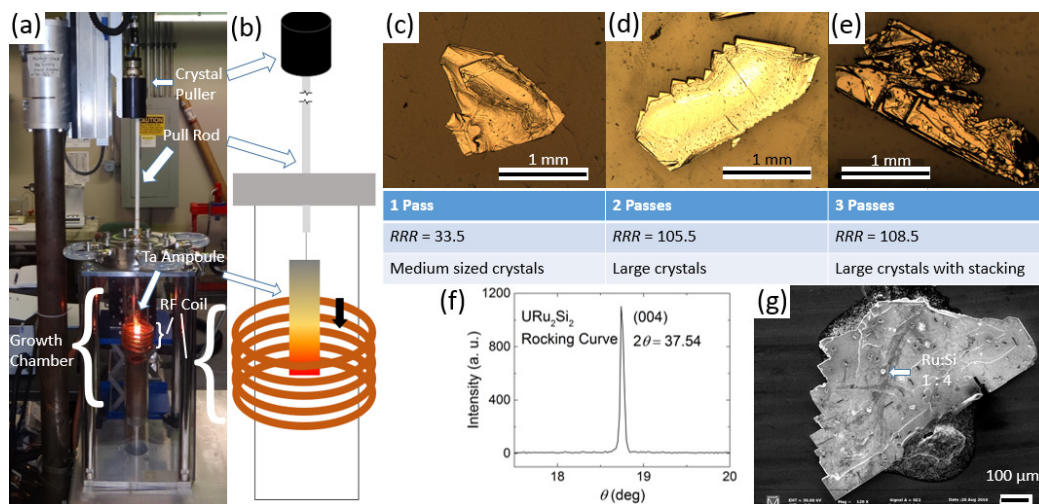 (a)
Crystal
Puller
Pull Rod
CAUTION
Ta Ampoule
RF Coil
Growth
Chamber
(b)
(c)
1 mm
(d)
1 mm
(e)
1 mm
1 Pass
2 Passes
3 Passes
RRR = 33.5
RRR = 105.5
RRR = 108.5
Medium sized crystals
Large crystals
Large crystals with stacking
(f)
1200
800
400
0
Intensity (a. u.)
URu₂Si₂
Rocking Curve
(004)
2θ = 37.54
18
19
20
θ (deg)
(g)
Ru:Si
1 : 4
100 μm